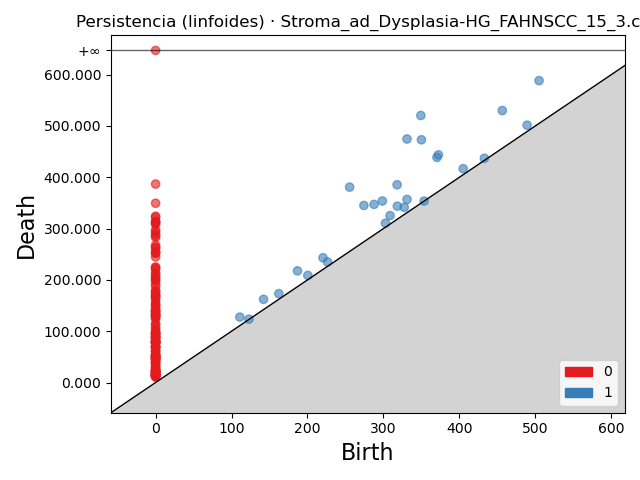 Persistencia (linfoides) · Stroma_ad_Dysplasia-HG_FAHNSCC_15_3.c
+∞
600.000
500.000
400.000
300.000
200.000
100.000
0.000
Death
0
1
0 100 200 300 400 500 600
Birth